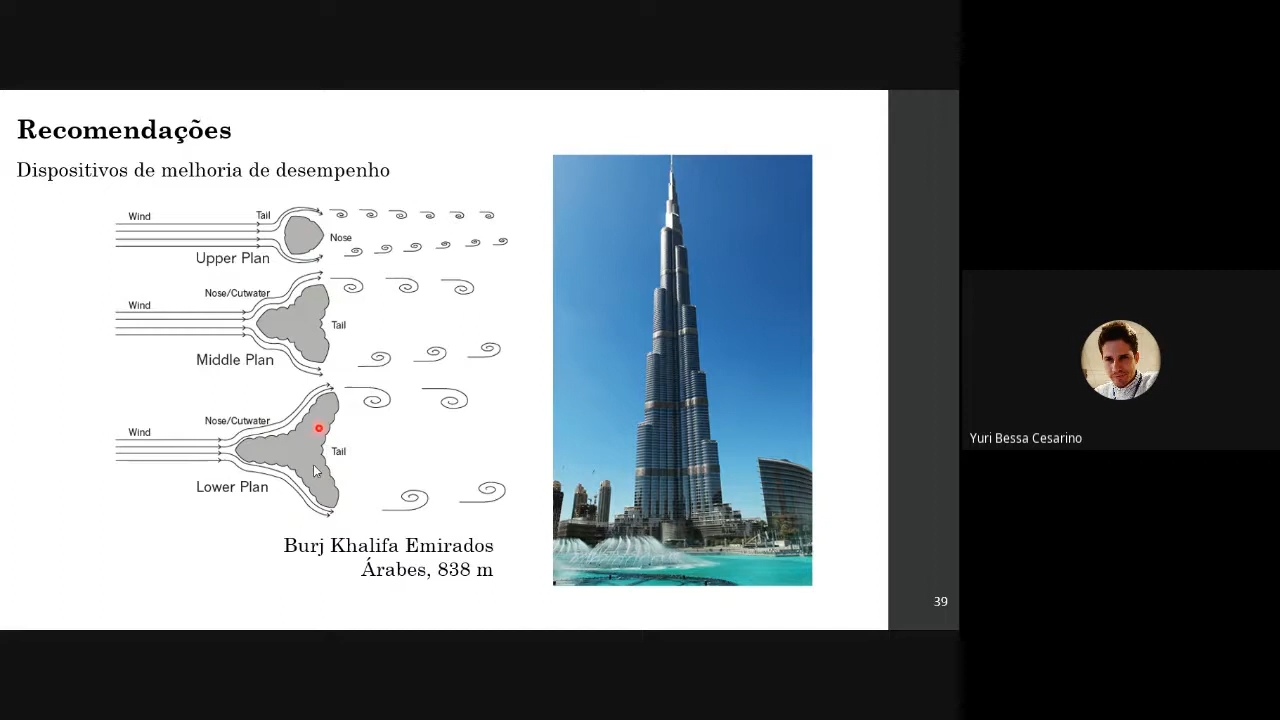 Recomendações
Dispositivos de melhoria de desempenho
Wind
Tail
Nose
Upper Plan
Nose/Cutwater
Wind
Tail
Middle Plan
Nose/Cutwater
Wind
Tail
Lower Plan
Burj Khalifa Emirados
Árabes, 838 m
39
Yuri Bessa Cesarino